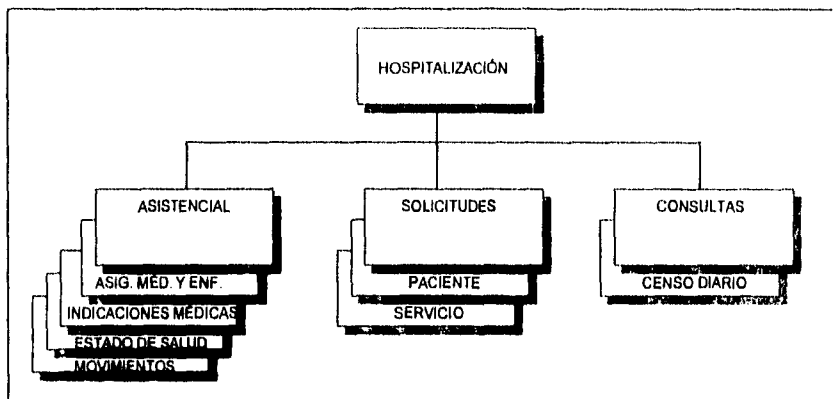 HOSPITALIZACIÓN
ASISTENCIAL
ASIG. MÉD. Y ENF.
INDICACIONES MÉDICAS
ESTADO DE SALUD
MOVIMIENTOS
SOLICITUDES
PACIENTE
SERVICIO
CONSULTAS
CENSO DIARIO